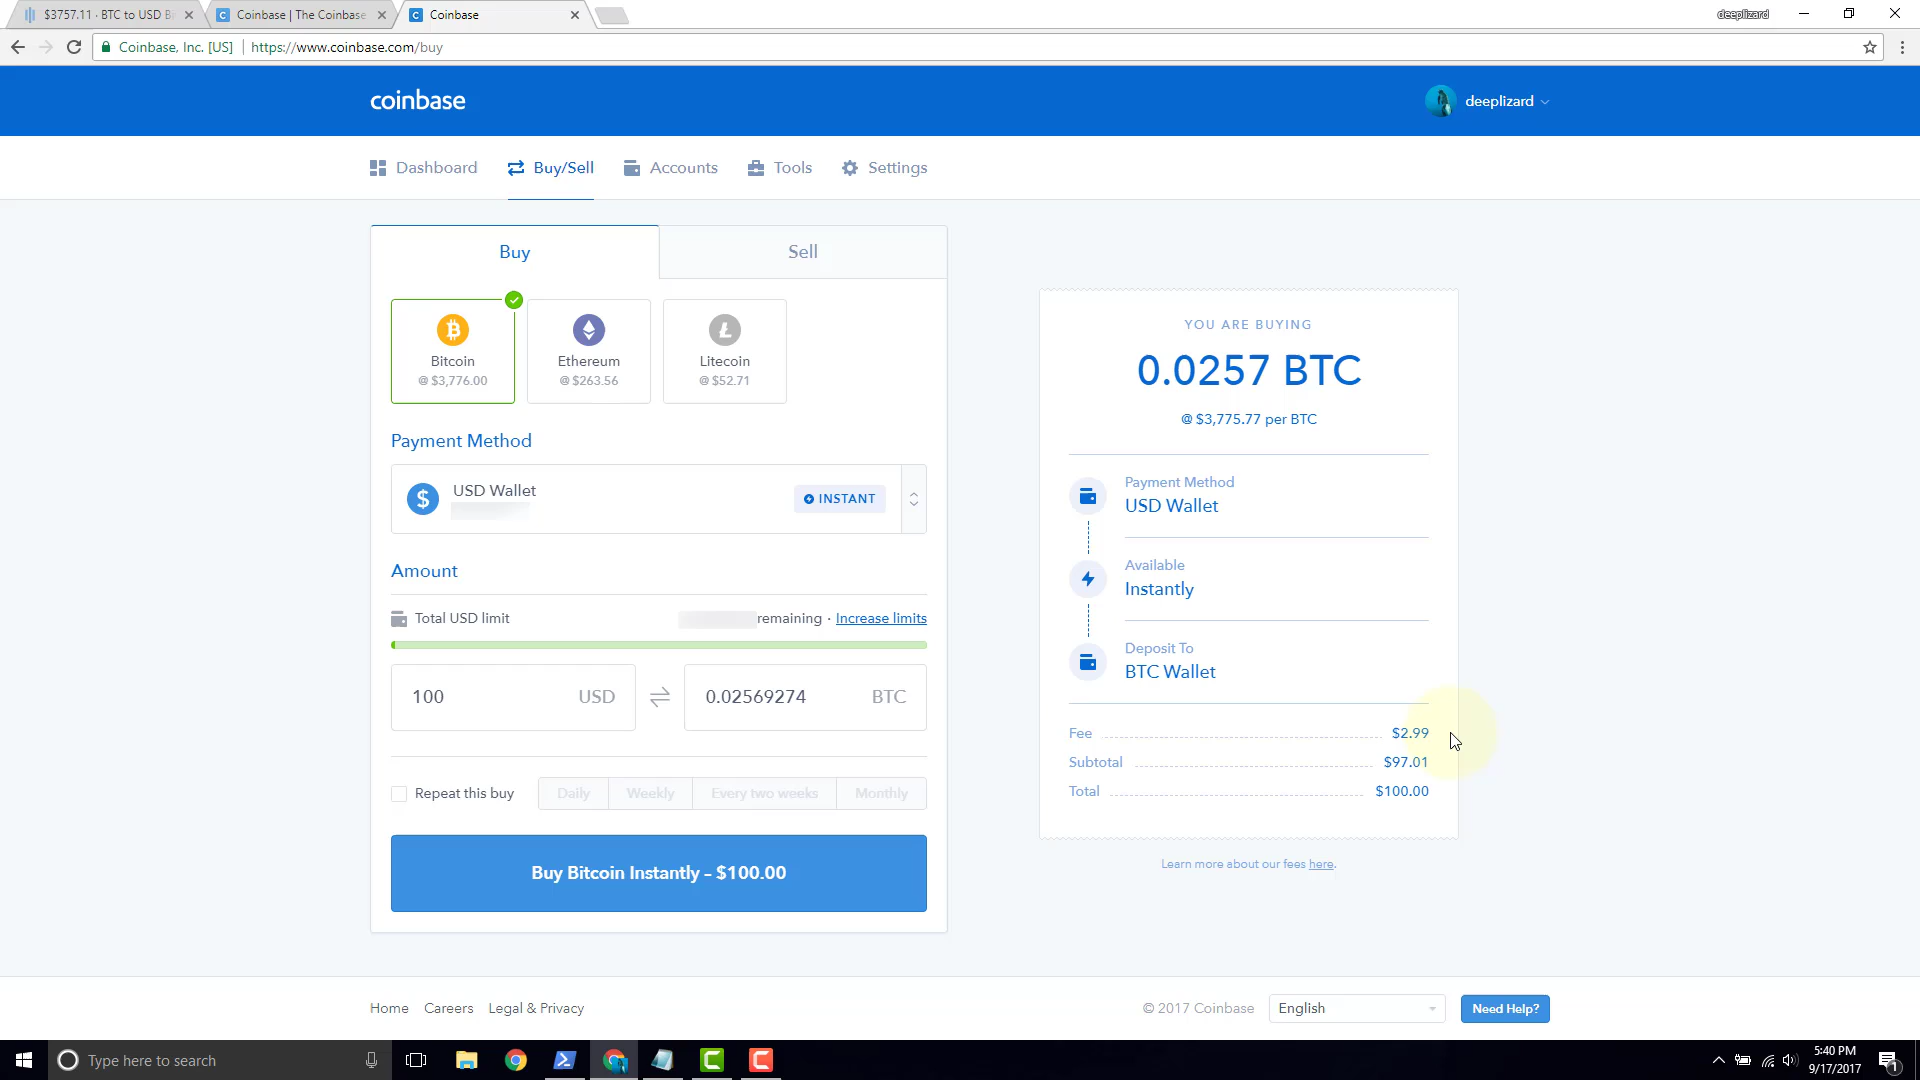 $3757.11 · BTC to USD B
Coinbase | The Coinbase
Coinbase
deeplizard
Coinbase, Inc. [US]
https://www.coinbase.com/buy
coinbase
deeplizard
Dashboard
Buy/Sell
Accounts
Tools
Settings
Buy
Sell
Bitcoin
@ $3,776.00
Ethereum
@ $263.56
Litecoin
@ $52.71
Payment Method
USD Wallet
INSTANT
Amount
Total USD limit
remaining · Increase limits
100 USD
0.02569274 BTC
Repeat this buy
Daily
Weekly
Every two weeks
Monthly
Buy Bitcoin Instantly – $100.00
YOU ARE BUYING
0.0257 BTC
@ $3,775.77 per BTC
Payment Method
USD Wallet
Available
Instantly
Deposit To
BTC Wallet
Fee $2.99
Subtotal $97.01
Total $100.00
Learn more about our fees here.
Home
Careers
Legal & Privacy
© 2017 Coinbase
English
Need Help?
Type here to search
5:40 PM
9/17/2017
1